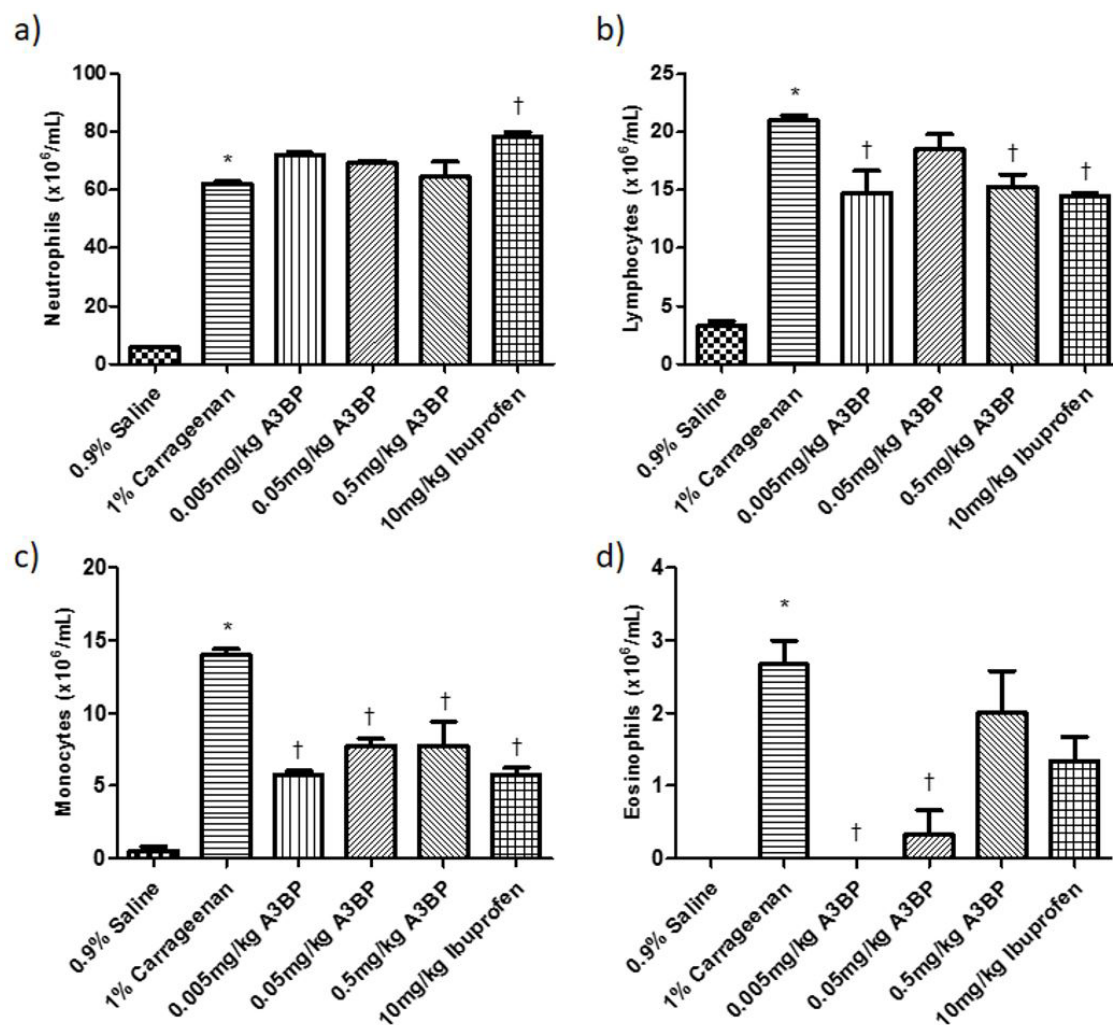 a)
Neutrophils (x10⁶/mL)
100
80
60
40
20
0
*
†
0.9% Saline
1% Carrageenan
0.005mg/kg A3BP
0.05mg/kg A3BP
0.5mg/kg A3BP
10mg/kg Ibuprofen
b)
Lymphocytes (x10⁶/mL)
25
20
15
10
5
0
*
†
†
†
0.9% Saline
1% Carrageenan
0.005mg/kg A3BP
0.05mg/kg A3BP
0.5mg/kg A3BP
10mg/kg Ibuprofen
c)
Monocytes (x10⁶/mL)
20
15
10
5
0
*
†
†
†
†
0.9% Saline
1% Carrageenan
0.005mg/kg A3BP
0.05mg/kg A3BP
0.5mg/kg A3BP
10mg/kg Ibuprofen
d)
Eosinophils (x10⁶/mL)
4
3
2
1
0
*
†
†
0.9% Saline
1% Carrageenan
0.005mg/kg A3BP
0.05mg/kg A3BP
0.5mg/kg A3BP
10mg/kg Ibuprofen